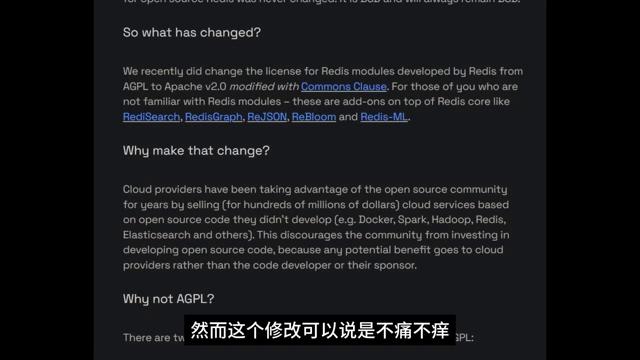 So what has changed?
We recently did change the license for Redis modules developed by Redis from
AGPL to Apache v2.0 modified with Commons Clause. For those of you who are
not familiar with Redis modules – these are add-ons on top of Redis core like
RediSearch, RedisGraph, ReJSON, ReBloom and Redis-ML.
Why make that change?
Cloud providers have been taking advantage of the open source community
for years by selling (for hundreds of millions of dollars) cloud services based
on open source code they didn't develop (e.g. Docker, Spark, Hadoop, Redis,
Elasticsearch and others). This discourages the community from investing in
developing open source code, because any potential benefit goes to cloud
providers rather than the code developer or their sponsor.
Why not AGPL?
There are tw
然而这个修改可以说是不痛不痒